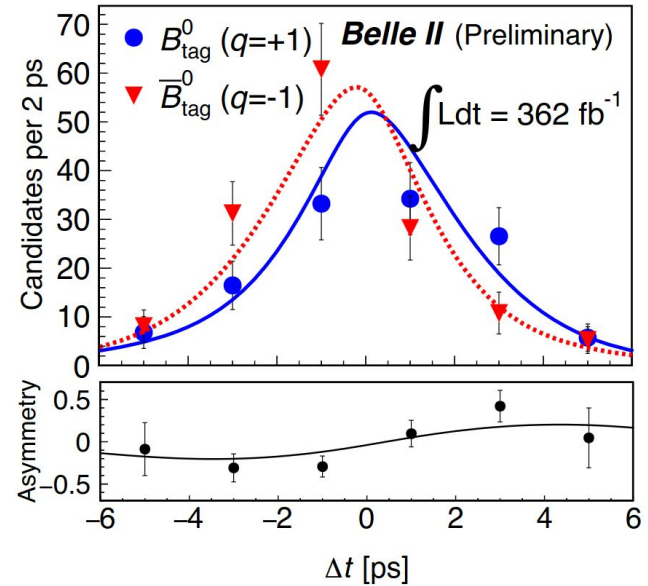 Candidates per 2 ps
70
60
50
40
30
20
10
0
B⁰tag (q=+1)
B̅⁰tag (q=-1)
Belle II (Preliminary)
∫ Ldt = 362 fb⁻¹
Asymmetry
0.5
0
−0.5
−6 −4 −2 0 2 4 6
Δt [ps]